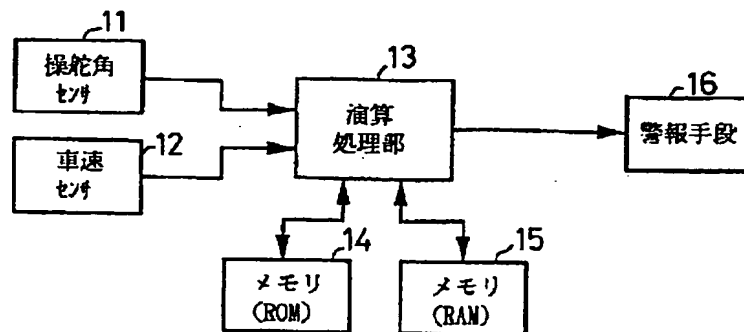 11
操舵角
センサ
12
車速
センサ
13
演算
処理部
14
メモリ
(ROM)
15
メモリ
(RAM)
16
警報手段